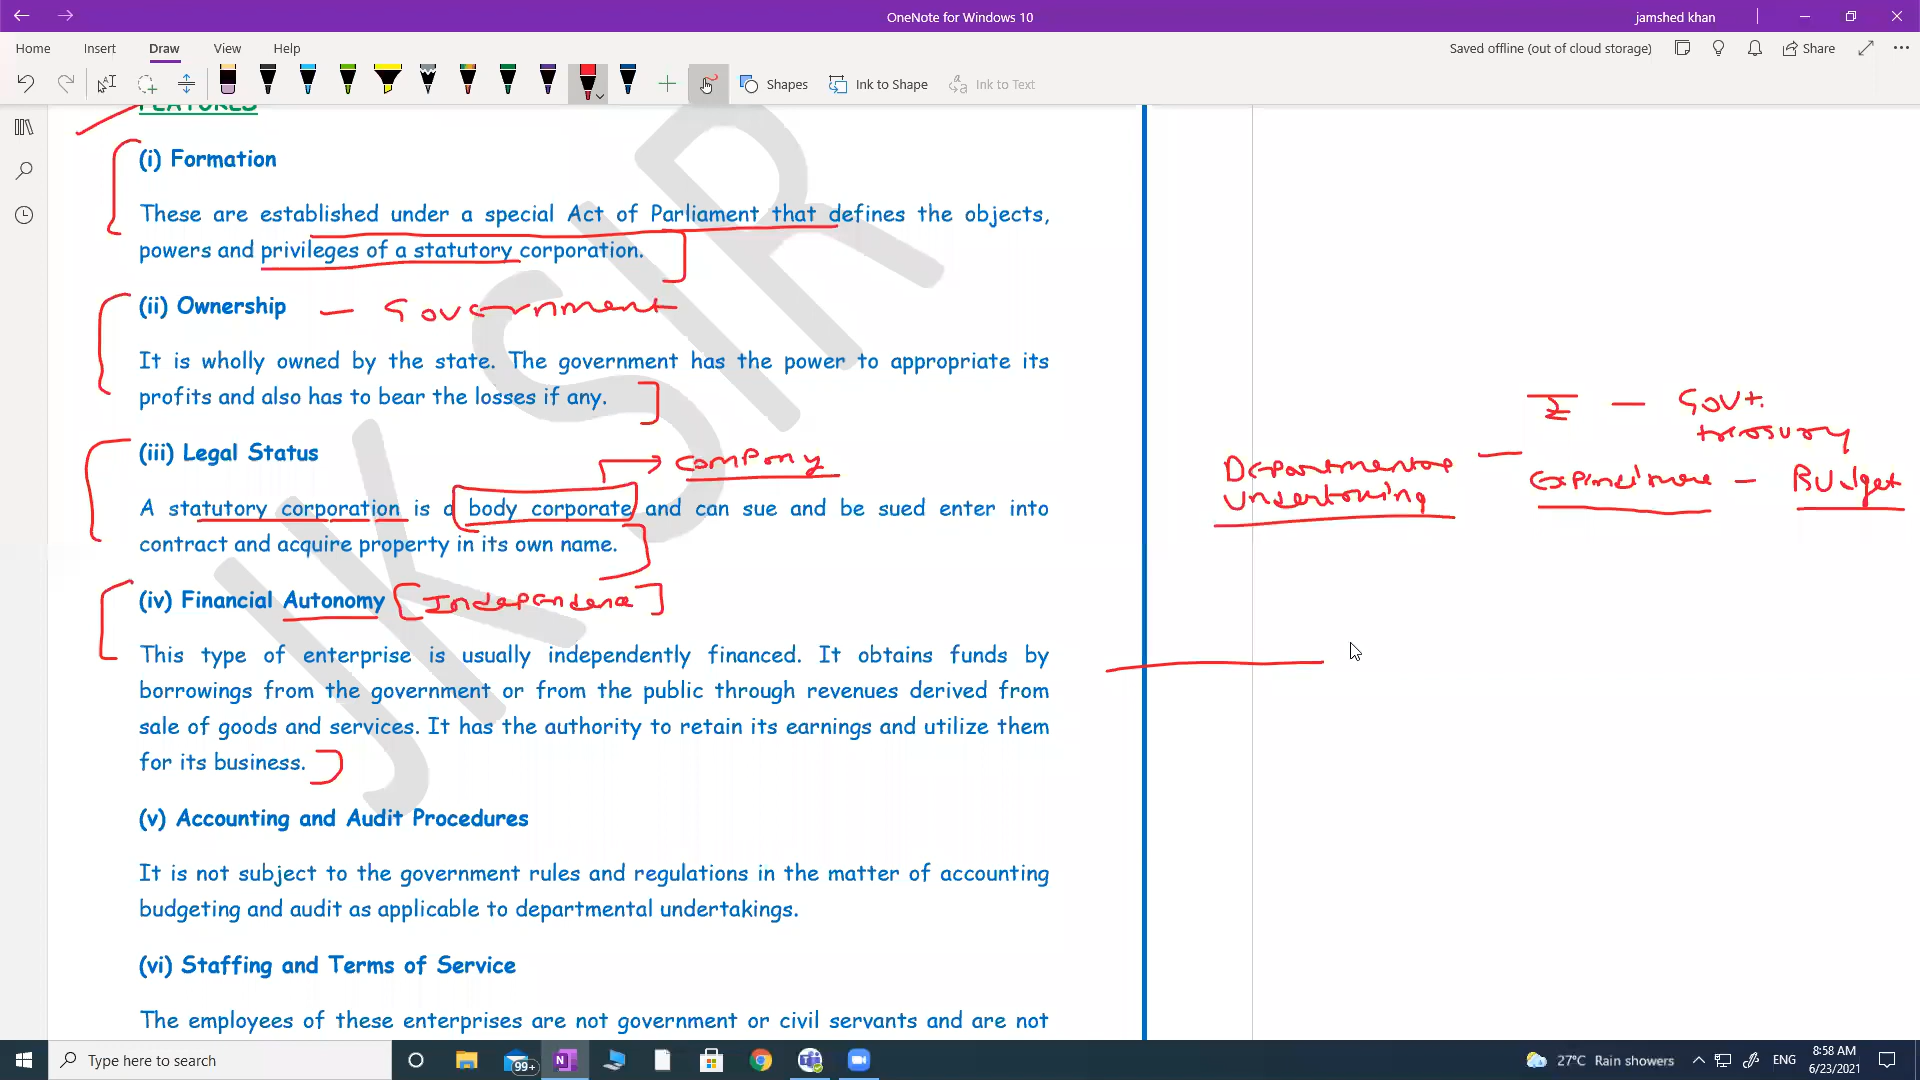 OneNote for Windows 10
jamshed khan
Home Insert Draw View Help
Saved offline (out of cloud storage)
Share
Shapes
Ink to Shape
Ink to Text
FEATURES
(i) Formation
These are established under a special Act of Parliament that defines the objects,
powers and privileges of a statutory corporation.
(ii) Ownership — Government
It is wholly owned by the state. The government has the power to appropriate its
profits and also has to bear the losses if any.
(iii) Legal Status
company
A statutory corporation is a body corporate and can sue and be sued enter into
contract and acquire property in its own name.
(iv) Financial Autonomy [Independence]
This type of enterprise is usually independently financed. It obtains funds by
borrowings from the government or from the public through revenues derived from
sale of goods and services. It has the authority to retain its earnings and utilize them
for its business.
(v) Accounting and Audit Procedures
It is not subject to the government rules and regulations in the matter of accounting
budgeting and audit as applicable to departmental undertakings.
(vi) Staffing and Terms of Service
The employees of these enterprises are not government or civil servants and are not
— Govt.
treasury
Departmental —
Undertaking
Expenditure — Budget
JK SIR
Type here to search
99+
27°C Rain showers
ENG
8:58 AM
6/23/2021